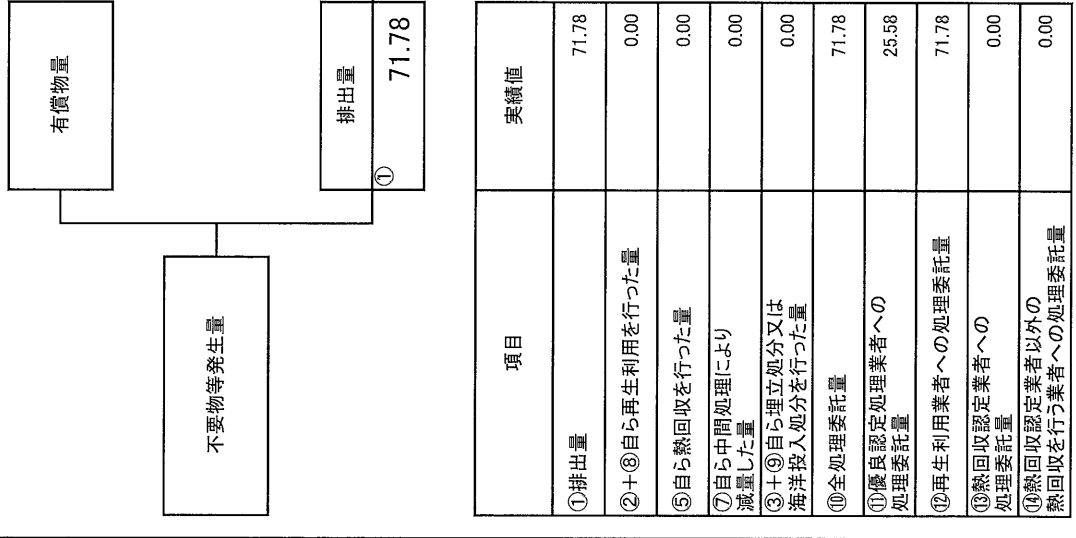 有償物量
不要物等発生量
排出量
①
71.78
項目
実績値
①排出量
71.78
②+⑧自ら再生利用を行った量
0.00
⑤自ら熱回収を行った量
0.00
⑦自ら中間処理により
減量した量
0.00
③+⑨自ら埋立処分又は
海洋投入処分を行った量
0.00
⑩全処理委託量
71.78
⑪優良認定処理業者への
処理委託量
25.58
⑫再生利用業者への処理委託量
71.78
⑬熱回収認定業者への
処理委託量
0.00
⑭熱回収認定業者以外の
熱回収を行う業者への処理委託量
0.00